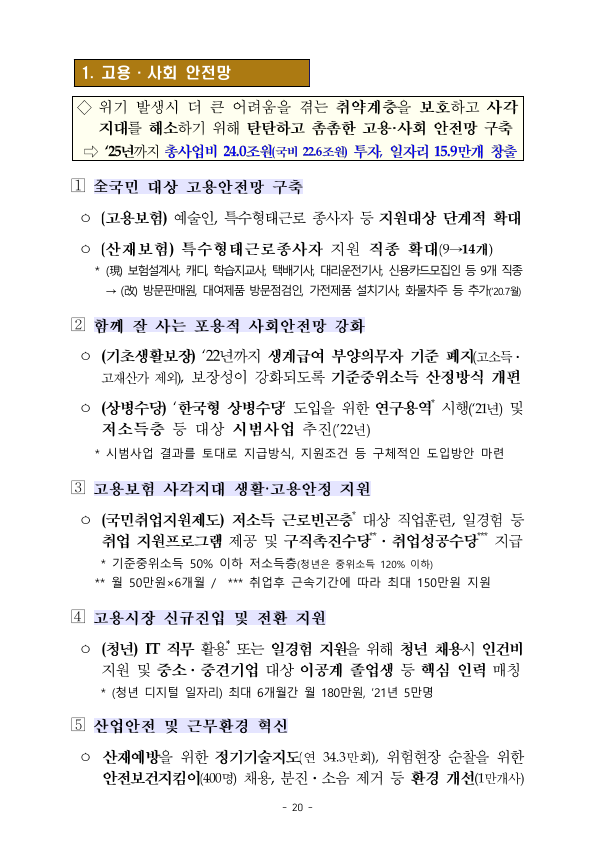 1. 고용·사회 안전망
◇ 위기 발생시 더 큰 어려움을 겪는 취약계층을 보호하고 사각
지대를 해소하기 위해 탄탄하고 촘촘한 고용·사회 안전망 구축
⇨ ‘25년까지 총사업비 24.0조원(국비 22.6조원) 투자, 일자리 15.9만개 창출
1 全국민 대상 고용안전망 구축
ㅇ (고용보험) 예술인, 특수형태근로 종사자 등 지원대상 단계적 확대
ㅇ (산재보험) 특수형태근로종사자 지원 직종 확대(9→14개)
* (現) 보험설계사, 캐디, 학습지교사, 택배기사, 대리운전기사, 신용카드모집인 등 9개 직종
→ (改) 방문판매원, 대여제품 방문점검인, 가전제품 설치기사, 화물차주 등 추가(‘20.7월)
2 함께 잘 사는 포용적 사회안전망 강화
ㅇ (기초생활보장) ‘22년까지 생계급여 부양의무자 기준 폐지(고소득·
고재산가 제외), 보장성이 강화되도록 기준중위소득 산정방식 개편
ㅇ (상병수당) ‘한국형 상병수당‘ 도입을 위한 연구용역* 시행(‘21년) 및
저소득층 등 대상 시범사업 추진(‘22년)
* 시범사업 결과를 토대로 지급방식, 지원조건 등 구체적인 도입방안 마련
3 고용보험 사각지대 생활·고용안정 지원
ㅇ (국민취업지원제도) 저소득 근로빈곤층* 대상 직업훈련, 일경험 등
취업 지원프로그램 제공 및 구직촉진수당**·취업성공수당*** 지급
* 기준중위소득 50% 이하 저소득층(청년은 중위소득 120% 이하)
** 월 50만원×6개월 / *** 취업후 근속기간에 따라 최대 150만원 지원
4 고용시장 신규진입 및 전환 지원
ㅇ (청년) IT 직무 활용* 또는 일경험 지원을 위해 청년 채용시 인건비
지원 및 중소·중견기업 대상 이공계 졸업생 등 핵심 인력 매칭
* (청년 디지털 일자리) 최대 6개월간 월 180만원, ‘21년 5만명
5 산업안전 및 근무환경 혁신
ㅇ 산재예방을 위한 정기기술지도(연 34.3만회), 위험현장 순찰을 위한
안전보건지킴이(400명) 채용, 분진·소음 제거 등 환경 개선(1만개사)
- 20 -